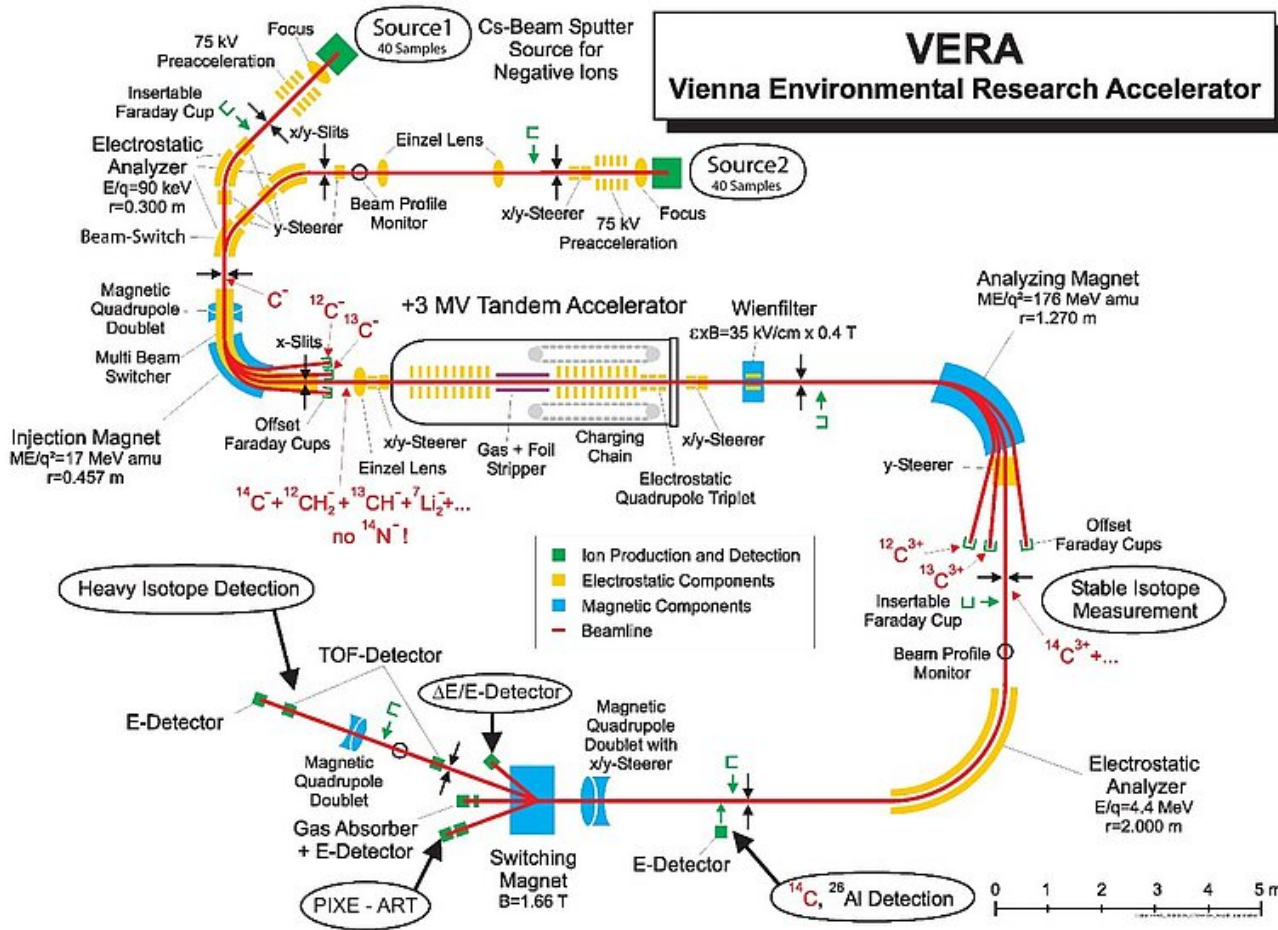 VERA
Vienna Environmental Research Accelerator
Source1
40 Samples
Cs-Beam Sputter
Source for
Negative Ions
Focus
75 kV
Preacceleration
Insertable
Faraday Cup
x/y-Slits
Electrostatic
Analyzer
E/q=90 keV
r=0.300 m
Einzel Lens
Source2
40 Samples
Beam Profile
Monitor
x/y-Steerer
Focus
75 kV
Preacceleration
y-Steerer
Beam-Switch
C⁻
Magnetic
Quadrupole
Doublet
¹²C⁻
¹³C⁻
x-Slits
Multi Beam
Switcher
+3 MV Tandem Accelerator
Wienfilter
εxB=35 kV/cm x 0.4 T
Analyzing Magnet
ME/q²=176 MeV amu
r=1.270 m
Injection Magnet
ME/q²=17 MeV amu
r=0.457 m
Offset
Faraday Cups
x/y-Steerer
Einzel Lens
Gas + Foil
Stripper
Charging
Chain
Electrostatic
Quadrupole Triplet
x/y-Steerer
y-Steerer
¹⁴C⁻+¹²CH₂⁻+¹³CH⁻+⁷Li₂⁻+...
no ¹⁴N⁻!
¹²C³⁺
¹³C³⁺
Offset
Faraday Cups
Insertable
Faraday Cup
Stable Isotope
Measurement
¹⁴C³⁺+...
Beam Profile
Monitor
Ion Production and Detection
Electrostatic Components
Magnetic Components
Beamline
Heavy Isotope Detection
TOF-Detector
E-Detector
ΔE/E-Detector
Magnetic
Quadrupole
Doublet with
x/y-Steerer
Magnetic
Quadrupole
Doublet
Electrostatic
Analyzer
E/q=4,4 MeV
r=2.000 m
Gas Absorber
+ E-Detector
E-Detector
Switching
Magnet
B=1.66 T
PIXE - ART
¹⁴C, ²⁶Al Detection
0 1 2 3 4 5 m